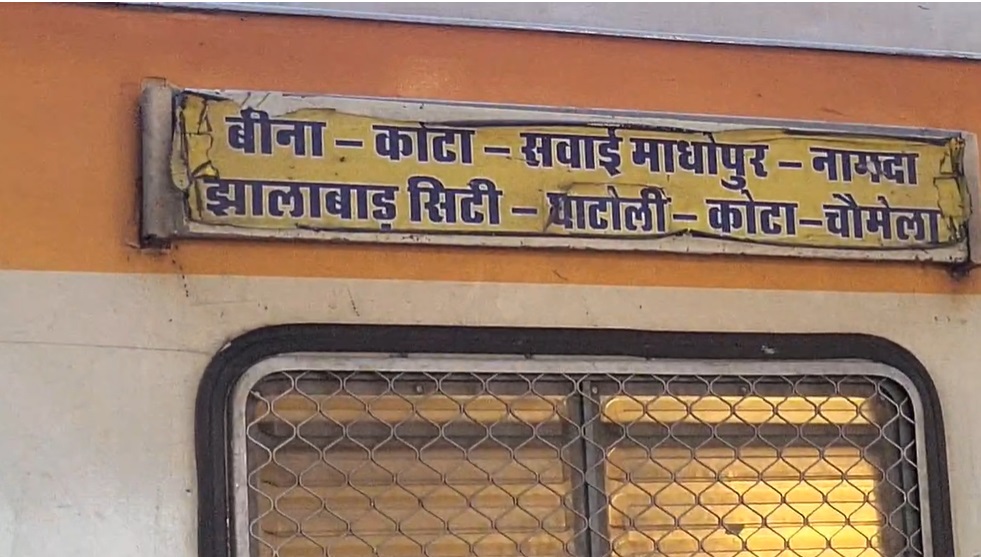 बीना – कोटा – सवाई माधोपुर – नागदा
झालाबाड़ सिटी – घाटोली – कोटा – चौमेला